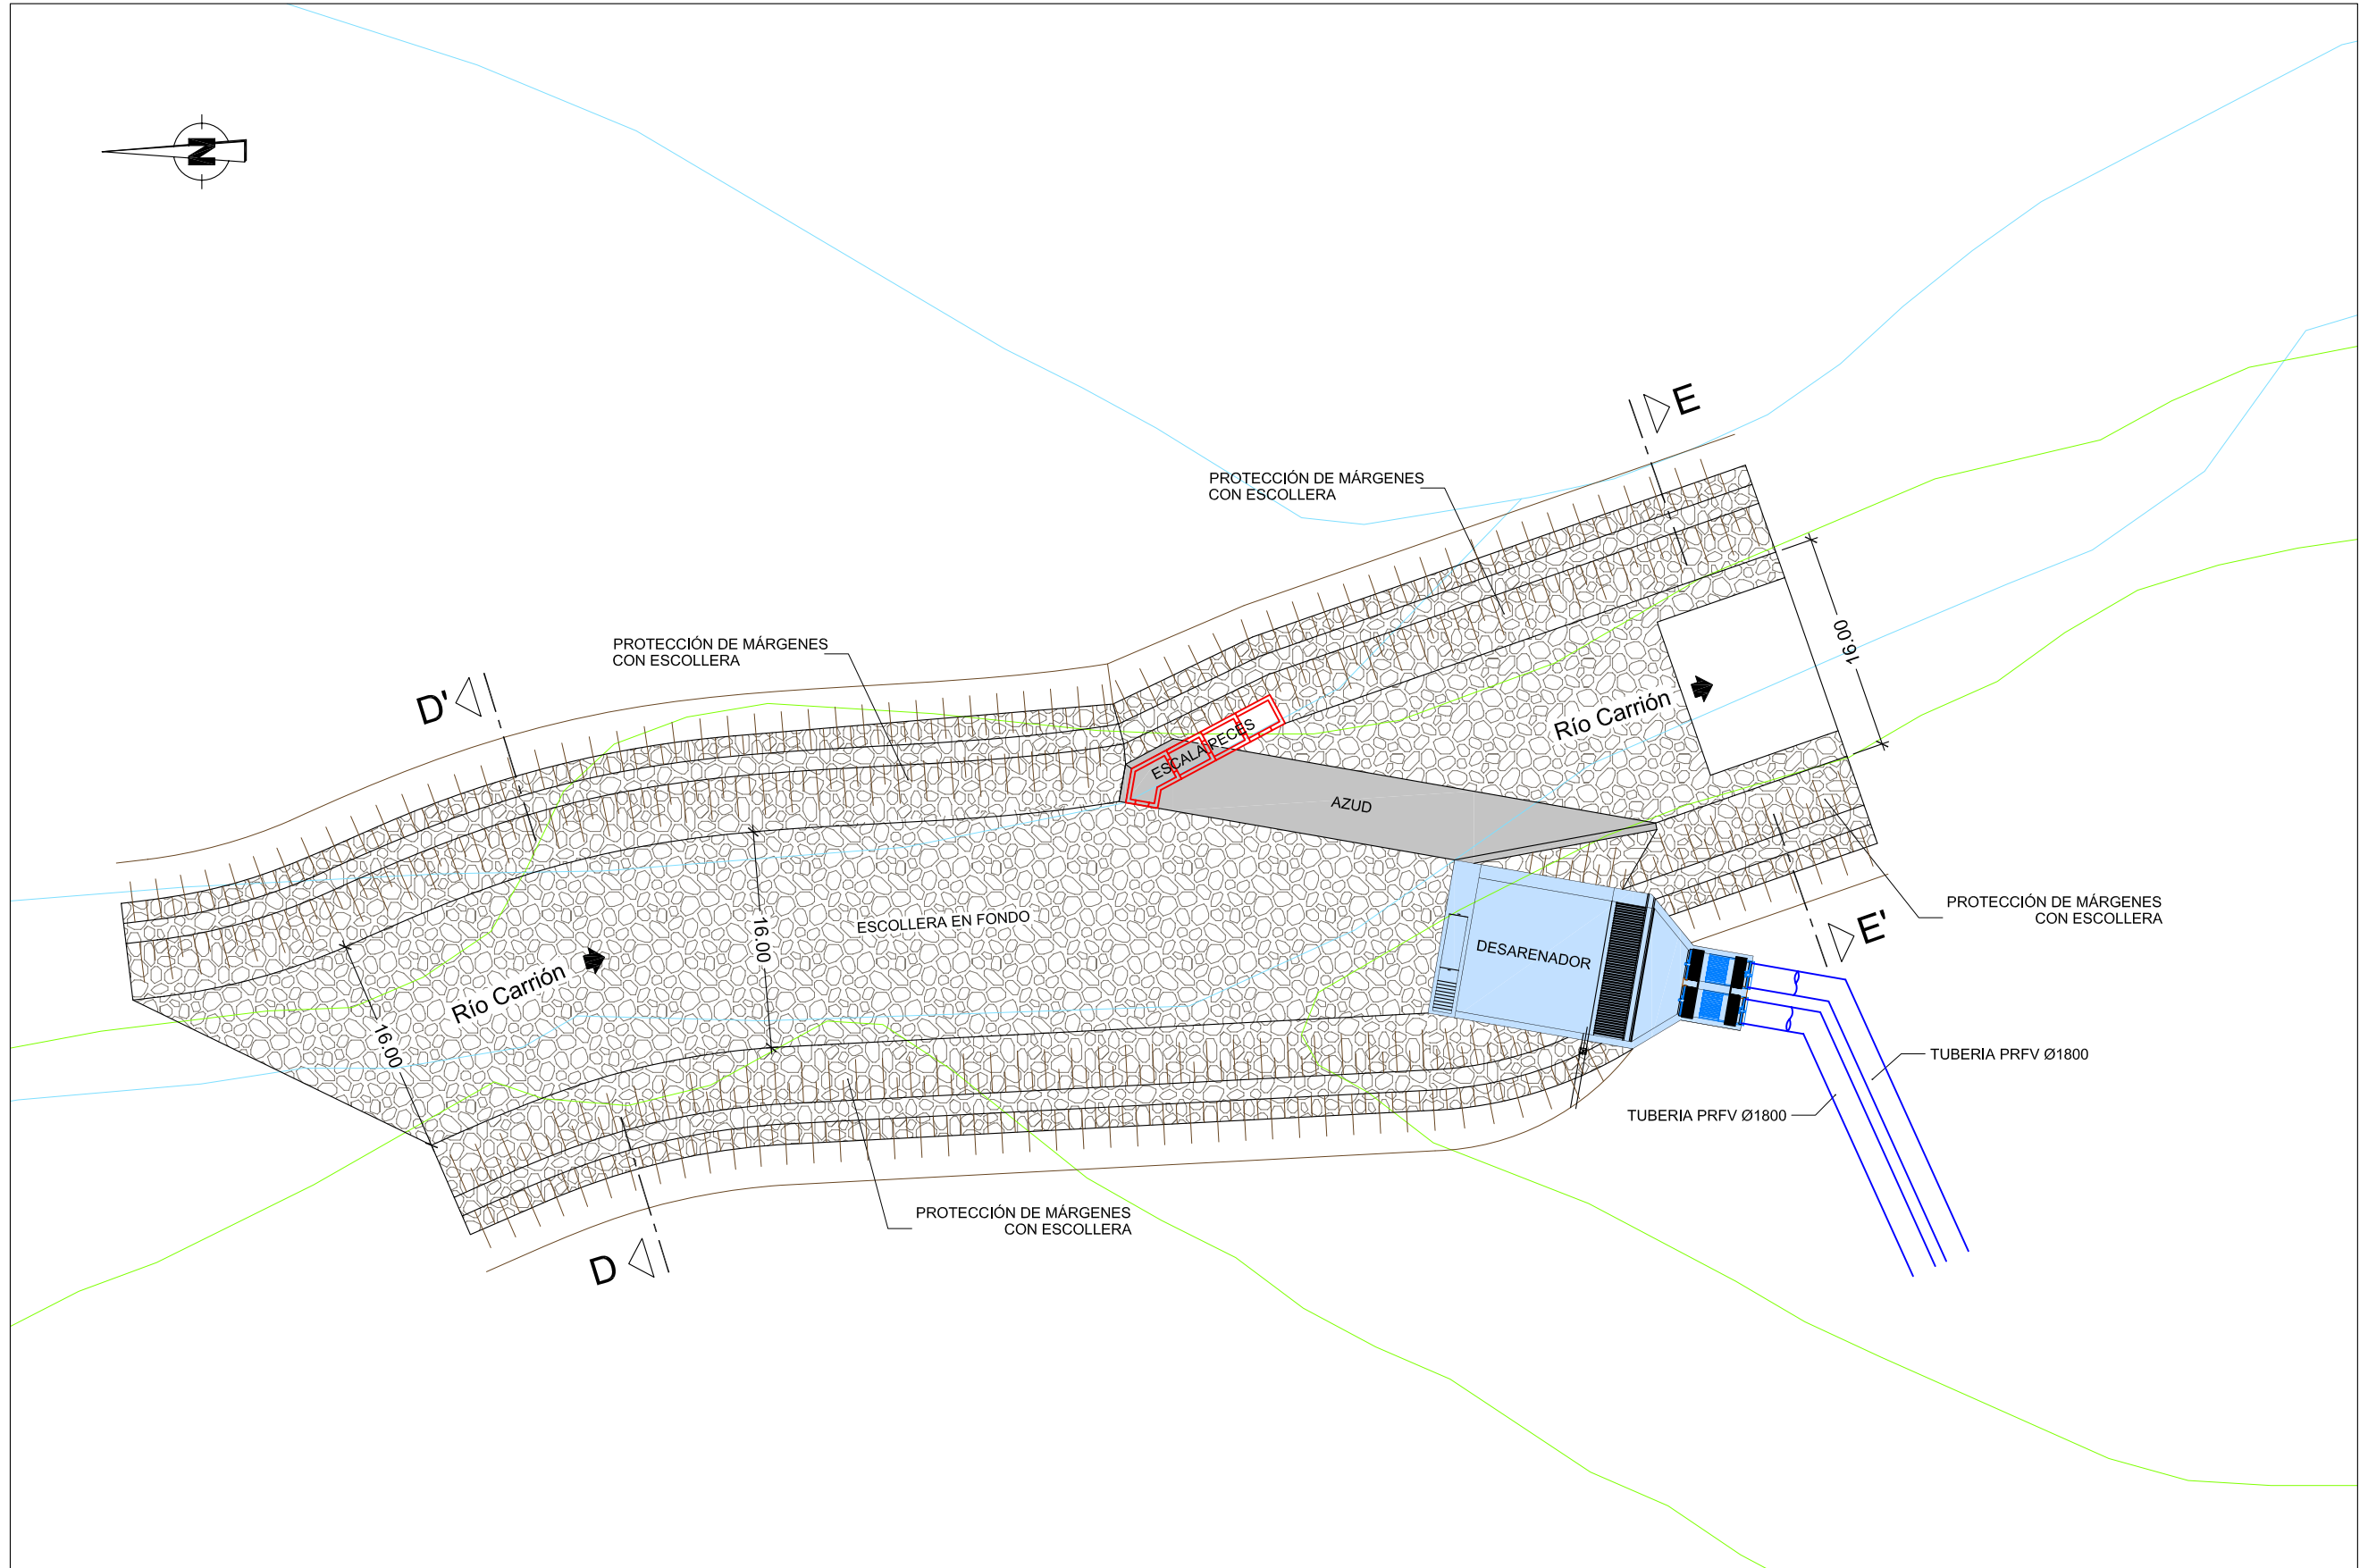 N
E
PROTECCIÓN DE MÁRGENES
CON ESCOLLERA
16.00
PROTECCIÓN DE MÁRGENES
CON ESCOLLERA
D'
Río Carrión
ESCALA PECES
AZUD
PROTECCIÓN DE MÁRGENES
CON ESCOLLERA
E'
ESCOLLERA EN FONDO
16.00
DESARENADOR
Río Carrión
16.00
TUBERIA PRFV Ø1800
TUBERIA PRFV Ø1800
PROTECCIÓN DE MÁRGENES
CON ESCOLLERA
D